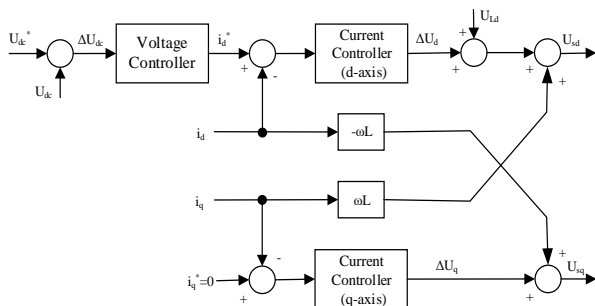 U_dc* ΔU_dc Voltage Controller i_d* + - Current Controller (d-axis) ΔU_d + U_Ld + + U_sd +
U_dc
i_d -ωL
i_q ωL
i_q*=0 + - Current Controller (q-axis) ΔU_q + + U_sq